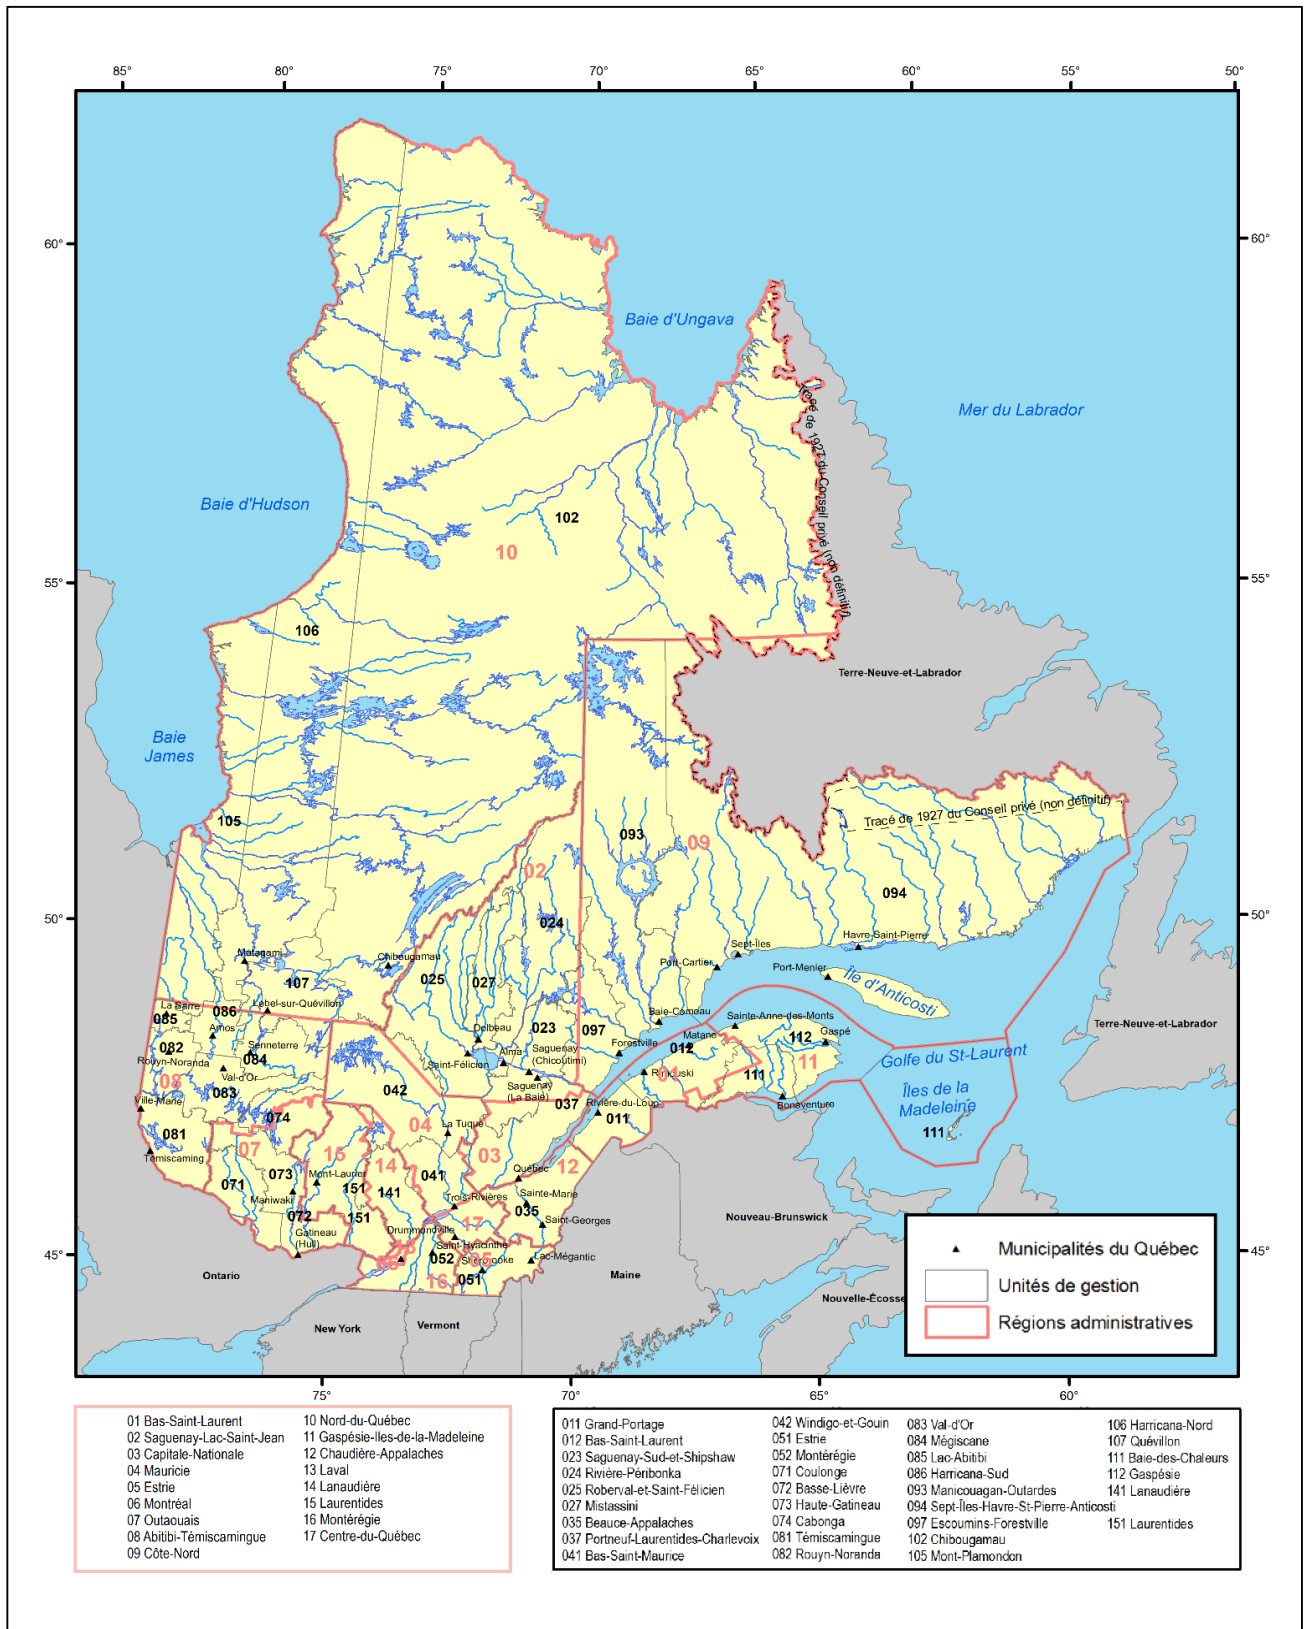 85° 80° 75° 70° 65° 60° 55° 50°
60° 60°
Baie d'Ungava
Mer du Labrador
Tracé de 1927 du Conseil privé (non définitif)
Baie d'Hudson
102
10
55° 55°
106
Terre-Neuve-et-Labrador
Baie
James
105
Tracé de 1927 du Conseil privé (non définitif)
093
09
02
094
024
50° 50°
Havre-Saint-Pierre
Sept-Îles
Matagami
Chibougamau
Port-Cartier
Port-Menier
Île d'Anticosti
025
027
107
La Sarre
086
Lebel-sur-Quévillon
085
Baie-Comeau
Sainte-Anne-des-Monts
Terre-Neuve-et-Labrador
Amos
Dolbeau
023
097
Matane
112
Gaspé
Forestville
012
082
Senneterre
084
Rouyn-Noranda
Saint-Félicien
Alma
Saguenay
(Chicoutimi)
Golfe du St-Laurent
11
08
Val-d'Or
083
Rimouski
01
111
Saguenay
(La Baie)
042
Îles de la
Madeleine
Ville-Marie
037
Rivière-du-Loup
011
Bonaventure
074
04
La Tuque
111
081
07
15
03
Témiscaming
14
12
071
073
Mont-Laurier
041
Québec
Maniwaki
151
141
Trois-Rivières
Sainte-Marie
072
151
035
Saint-Georges
Gatineau
(Hull)
Drummondville
17
Nouveau-Brunswick
13
Saint-Hyacinthe
45° 45°
06
052
Sherbrooke
05
Lac-Mégantic
Ontario
16
051
Maine
Nouvelle-Écosse
New York
Vermont
Municipalités du Québec
Unités de gestion
Régions administratives
75° 70° 65° 60°
01 Bas-Saint-Laurent
02 Saguenay-Lac-Saint-Jean
03 Capitale-Nationale
04 Mauricie
05 Estrie
06 Montréal
07 Outaouais
08 Abitibi-Témiscamingue
09 Côte-Nord
10 Nord-du-Québec
11 Gaspésie-Iles-de-la-Madeleine
12 Chaudière-Appalaches
13 Laval
14 Lanaudière
15 Laurentides
16 Montérégie
17 Centre-du-Québec
011 Grand-Portage
012 Bas-Saint-Laurent
023 Saguenay-Sud-et-Shipshaw
024 Rivière-Péribonka
025 Roberval-et-Saint-Félicien
027 Mistassini
035 Beauce-Appalaches
037 Portneuf-Laurentides-Charlevoix
041 Bas-Saint-Maurice
042 Windigo-et-Gouin
051 Estrie
052 Montérégie
071 Coulonge
072 Basse-Lièvre
073 Haute-Gatineau
074 Cabonga
081 Témiscamingue
082 Rouyn-Noranda
083 Val-d'Or
084 Mégiscane
085 Lac-Abitibi
086 Harricana-Sud
093 Manicouagan-Outardes
094 Sept-Îles-Havre-St-Pierre-Anticosti
097 Escoumins-Forestville
102 Chibougamau
105 Mont-Plamondon
106 Harricana-Nord
107 Quévillon
111 Baie-des-Chaleurs
112 Gaspésie
141 Lanaudière
151 Laurentides